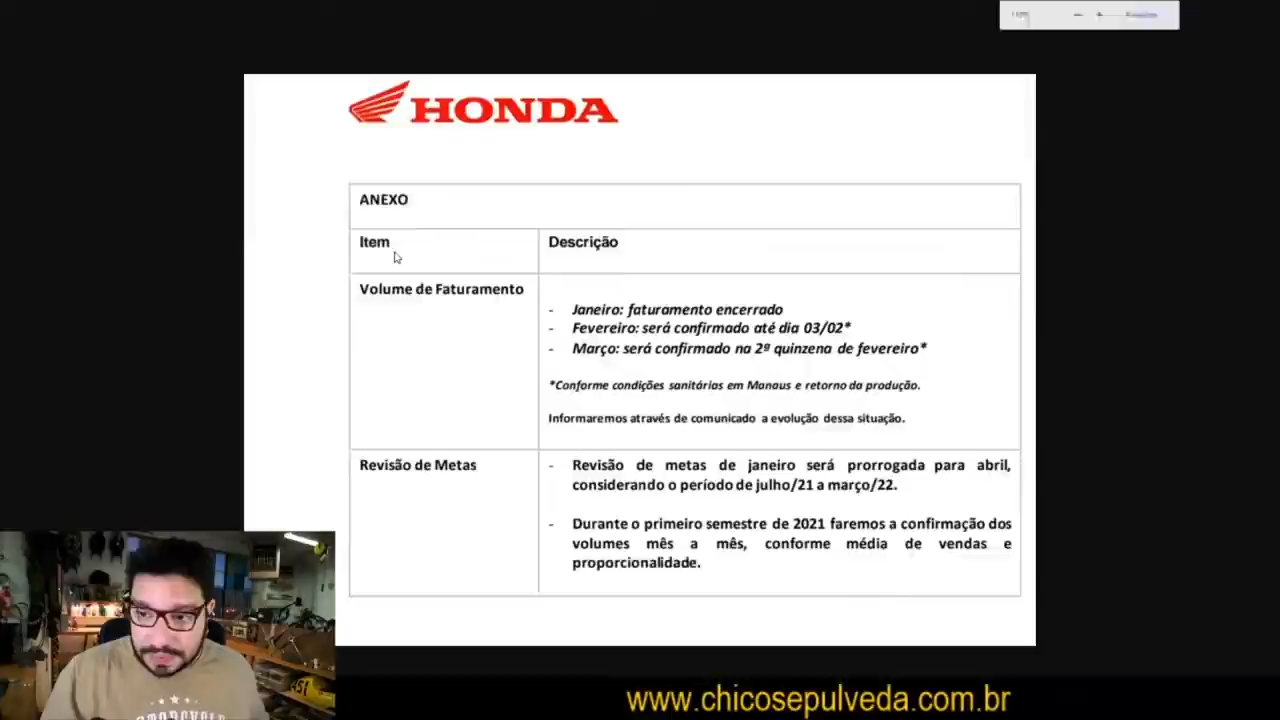 HONDA
ANEXO
Item
Descrição
Volume de Faturamento
- Janeiro: faturamento encerrado
- Fevereiro: será confirmado até dia 03/02*
- Março: será confirmado na 2ª quinzena de fevereiro*
*Conforme condições sanitárias em Manaus e retorno da produção.
Informaremos através de comunicado a evolução dessa situação.
Revisão de Metas
- Revisão de metas de janeiro será prorrogada para abril,
considerando o período de julho/21 a março/22.
- Durante o primeiro semestre de 2021 faremos a confirmação dos
volumes mês a mês, conforme média de vendas e
proporcionalidade.
www.chicosepulveda.com.br